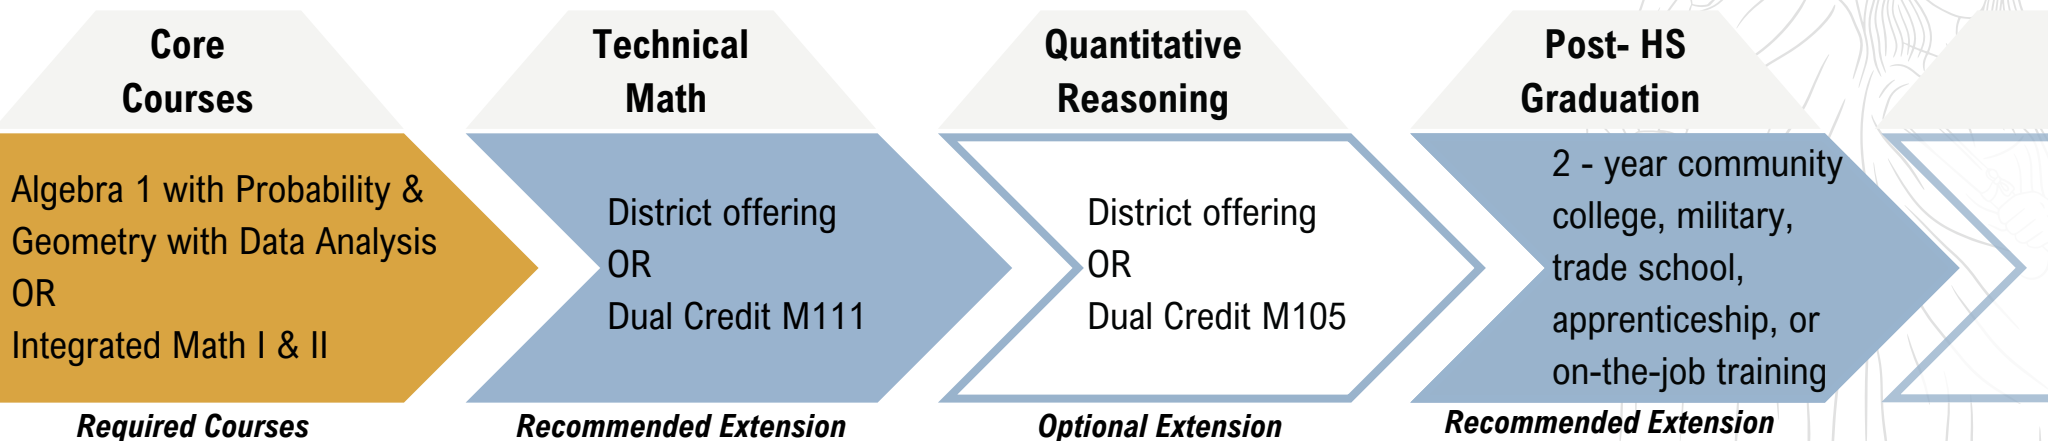 Core
Courses
Algebra 1 with Probability &
Geometry with Data Analysis
OR
Integrated Math I & II
Required Courses
Technical
Math
District offering
OR
Dual Credit M111
Recommended Extension
Quantitative
Reasoning
District offering
OR
Dual Credit M105
Optional Extension
Post- HS
Graduation
2 - year community
college, military,
trade school,
apprenticeship, or
on-the-job training
Recommended Extension